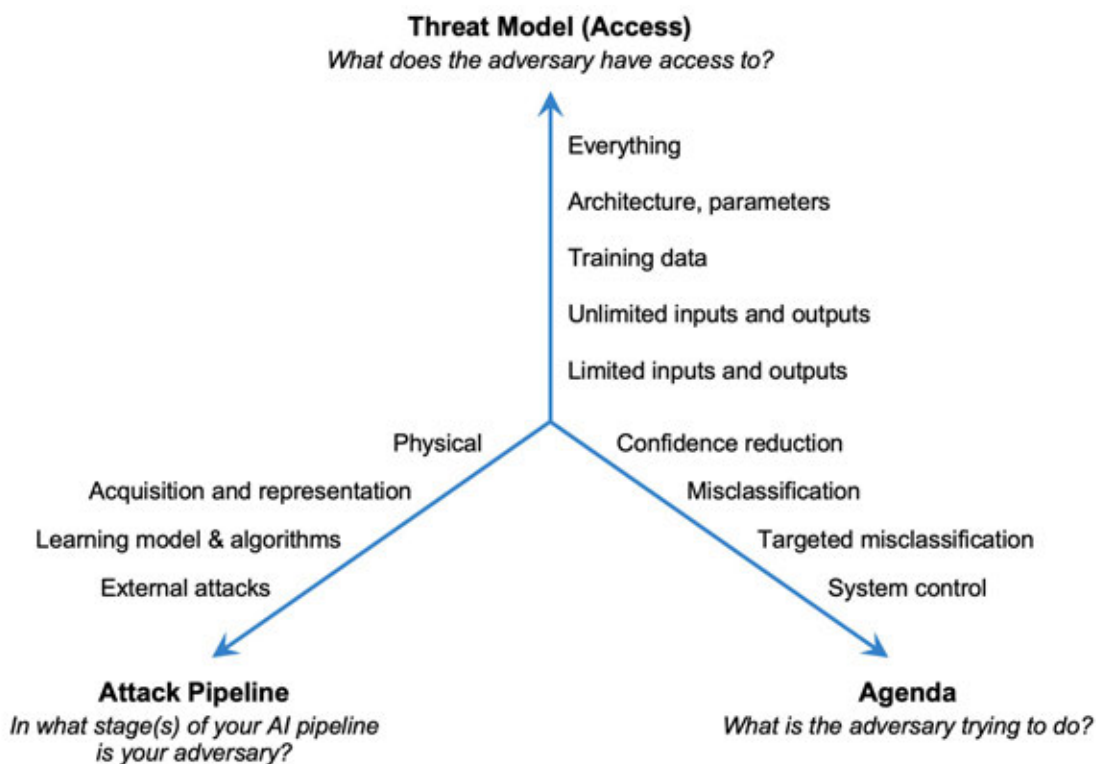 Threat Model (Access)
What does the adversary have access to?
Everything
Architecture, parameters
Training data
Unlimited inputs and outputs
Limited inputs and outputs
Physical
Acquisition and representation
Learning model & algorithms
External attacks
Confidence reduction
Misclassification
Targeted misclassification
System control
Attack Pipeline
In what stage(s) of your AI pipeline
is your adversary?
Agenda
What is the adversary trying to do?